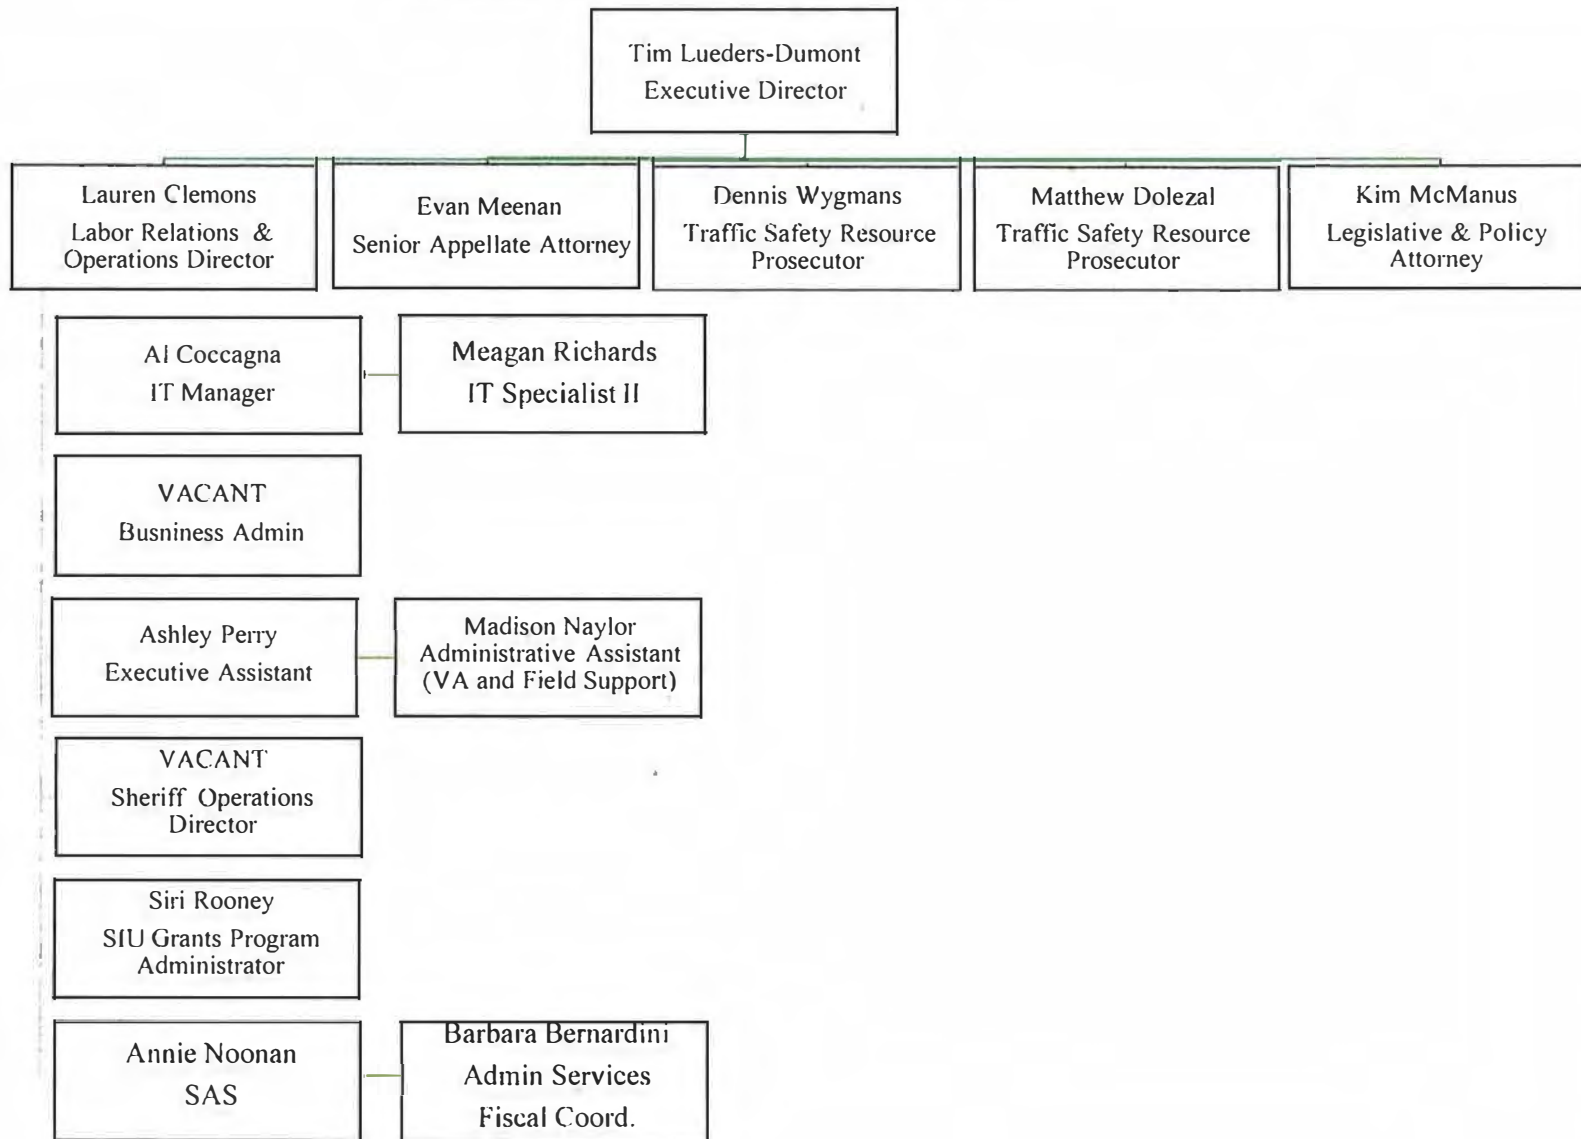 Tim Lueders-Dumont
Executive Director
Lauren Clemons
Labor Relations &
Operations Director
Evan Meenan
Senior Appellate Attorney
Dennis Wygmans
Traffic Safety Resource
Prosecutor
Matthew Dolezal
Traffic Safety Resource
Prosecutor
Kim McManus
Legislative & Policy
Attorney
Al Coccagna
IT Manager
Meagan Richards
IT Specialist II
VACANT
Busniness Admin
Ashley Perry
Executive Assistant
Madison Naylor
Administrative Assistant
(VA and Field Support)
VACANT
Sheriff Operations
Director
Siri Rooney
SIU Grants Program
Administrator
Annie Noonan
SAS
Barbara Bernardini
Admin Services
Fiscal Coord.